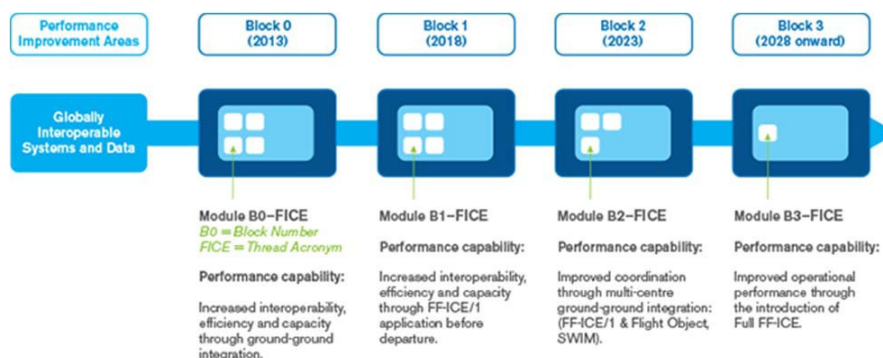 Performance
Improvement Areas
Block 0
(2013)
Block 1
(2018)
Block 2
(2023)
Block 3
(2028 onward)
Globally
Interoperable
Systems and Data
Module B0–FICE
B0 = Block Number
FICE = Thread Acronym
Performance capability:
Increased interoperability,
efficiency and capacity
through ground-ground
integration.
Module B1–FICE
Performance capability:
Increased interoperability,
efficiency and capacity
through FF-ICE/1
application before
departure.
Module B2–FICE
Performance capability:
Improved coordination
through multi-centre
ground-ground integration:
(FF-ICE/1 & Flight Object,
SWIM).
Module B3–FICE
Performance capability:
Improved operational
performance through
the introduction of
Full FF-ICE.